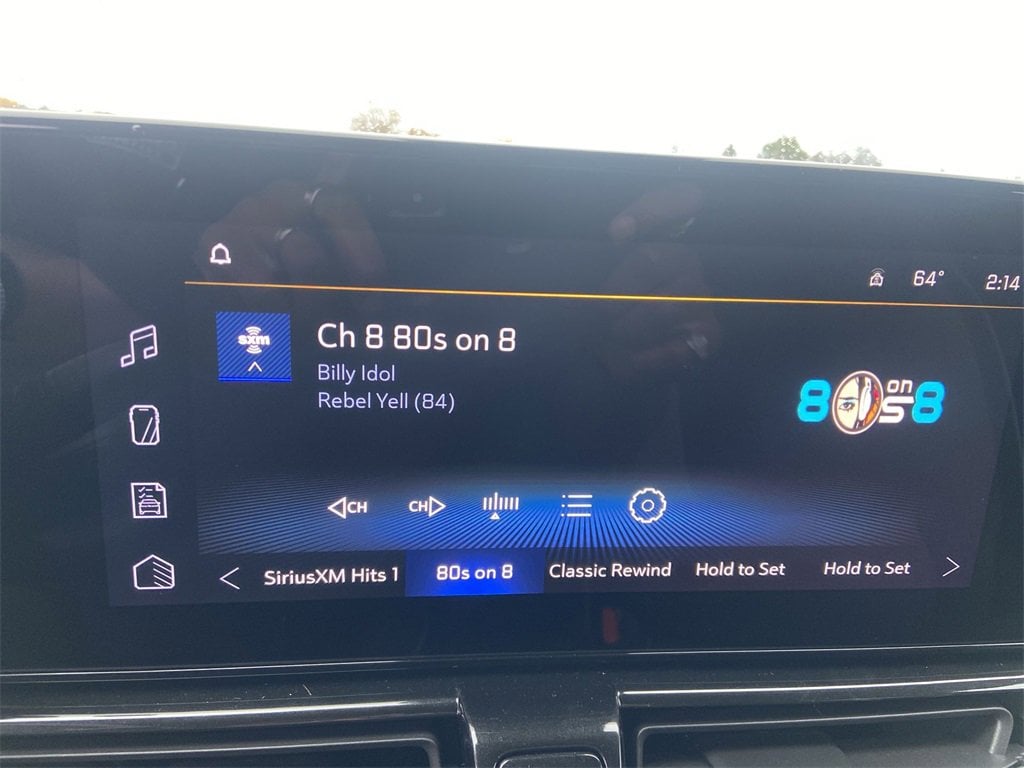 64°
2:14
sxm
Ch 8 80s on 8
Billy Idol
Rebel Yell (84)
80s on 8
CH
CH
SiriusXM Hits 1
80s on 8
Classic Rewind
Hold to Set
Hold to Set